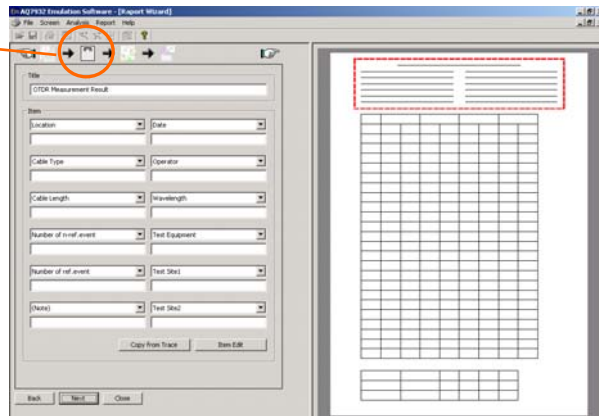 AQ7932 Emulation Software - [Report Wizard]
File Screen Analysis Report Help
Title
OTDR Measurement Result
Item
Location Date
Cable Type Operator
Cable Length Wavelength
Number of n-ref.event Test Equipment
Number of ref.event Test Site1
(Note) Test Site2
Copy from Trace Item Edit
Back Next Close